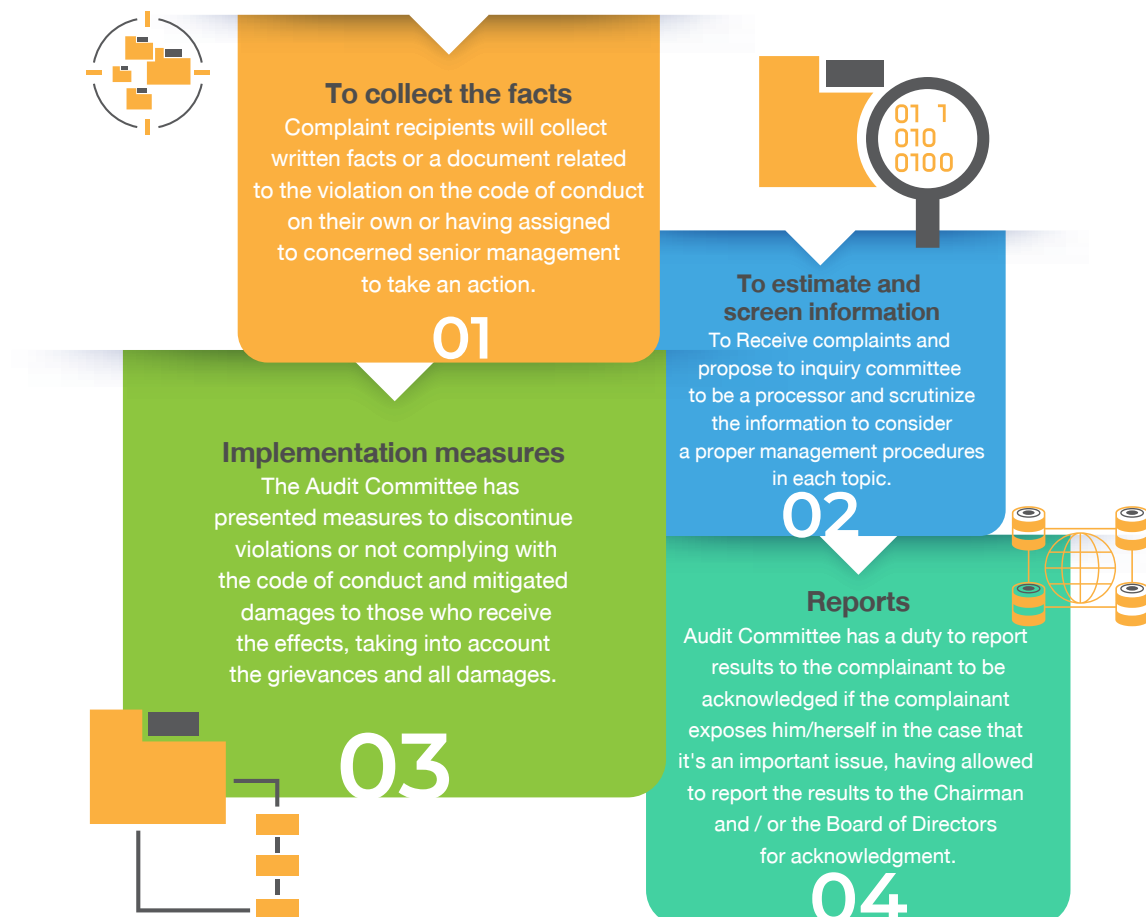 To collect the facts
Complaint recipients will collect
written facts or a document related
to the violation on the code of conduct
on their own or having assigned
to concerned senior management
to take an action.
01
01 1
010
0100
To estimate and
screen information
To Receive complaints and
propose to inquiry committee
to be a processor and scrutinize
the information to consider
a proper management procedures
in each topic.
02
Implementation measures
The Audit Committee has
presented measures to discontinue
violations or not complying with
the code of conduct and mitigated
damages to those who receive
the effects, taking into account
the grievances and all damages.
03
Reports
Audit Committee has a duty to report
results to the complainant to be
acknowledged if the complainant
exposes him/herself in the case that
it's an important issue, having allowed
to report the results to the Chairman
and / or the Board of Directors
for acknowledgment.
04